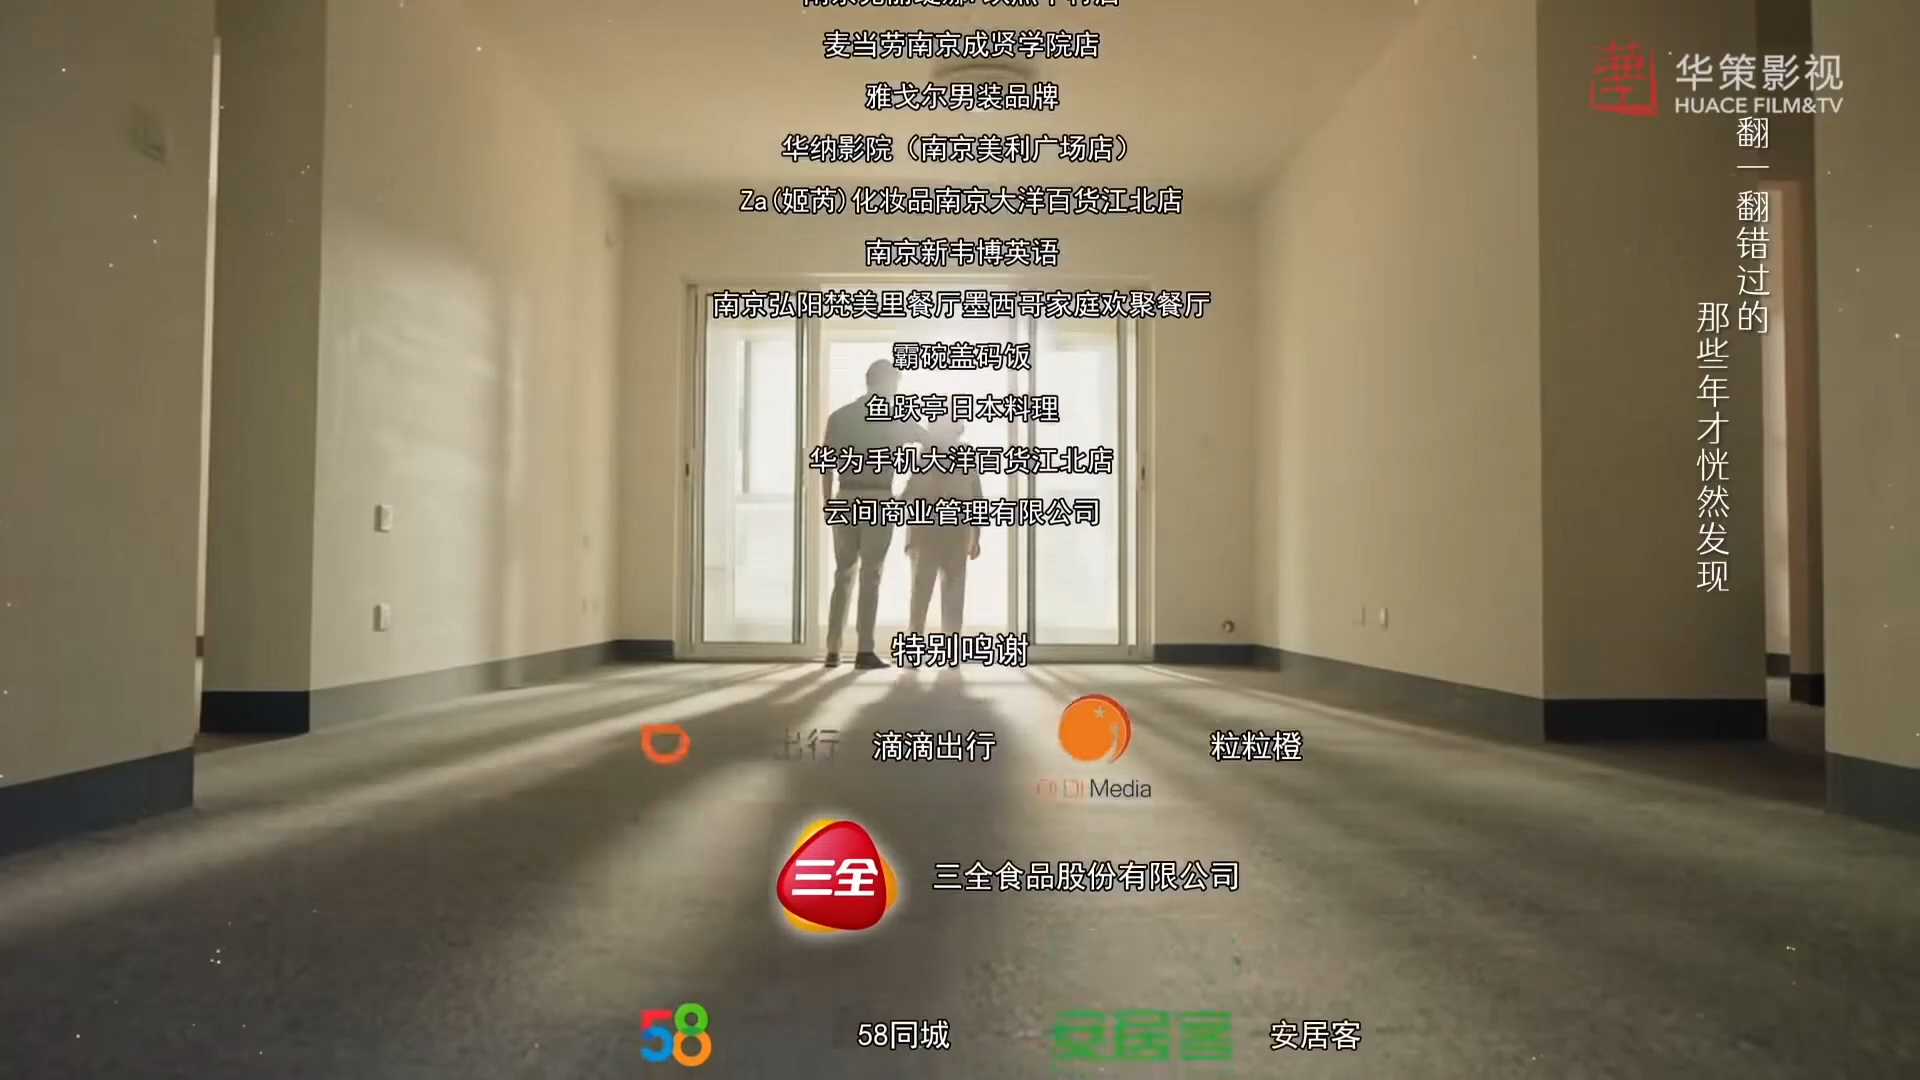 麦当劳南京成贤学院店
雅戈尔男装品牌
华纳影院（南京美利广场店）
Za(姬芮)化妆品南京大洋百货江北店
南京新韦博英语
南京弘阳梵美里餐厅墨西哥家庭欢聚餐厅
霸碗盖码饭
鱼跃亭日本料理
华为手机大洋百货江北店
云间商业管理有限公司
特别鸣谢
出行
滴滴出行
粒粒橙
Media
三全
三全食品股份有限公司
58
58同城
安居客
安居客
华策影视
HUACE FILM&TV
翻一翻错过的
那些年才恍然发现